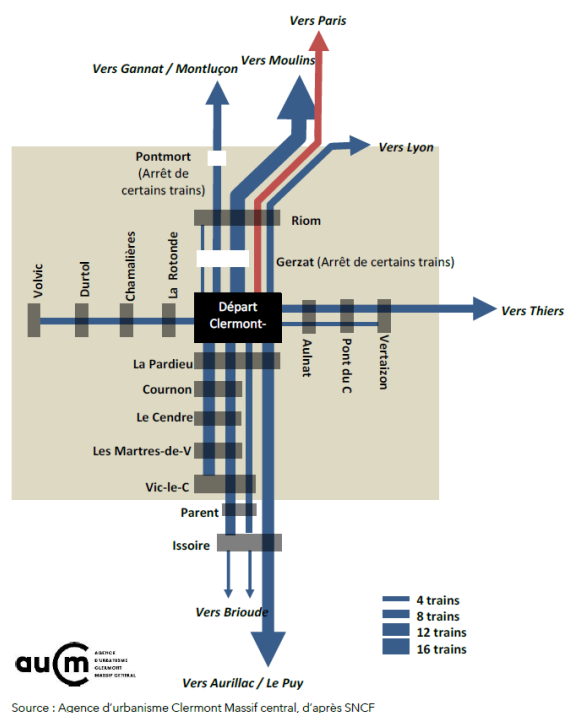 Vers Paris
Vers Moulins
Vers Gannat / Montluçon
Vers Lyon
Pontmort
(Arrêt de
certains trains)
Riom
Gerzat (Arrêt de certains trains)
Volvic
Durtol
Chamalières
La Rotonde
Départ
Clermont-
Vers Thiers
Aulnat
Pont du C
Vertaizon
La Pardieu
Cournon
Le Cendre
Les Martres-de-V
Vic-le-C
Parent
Issoire
Vers Brioude
4 trains
8 trains
12 trains
16 trains
Vers Aurillac / Le Puy
aucm
AGENCE
D'URBANISME
CLERMONT
MASSIF CENTRAL
Source : Agence d'urbanisme Clermont Massif central, d'après SNCF